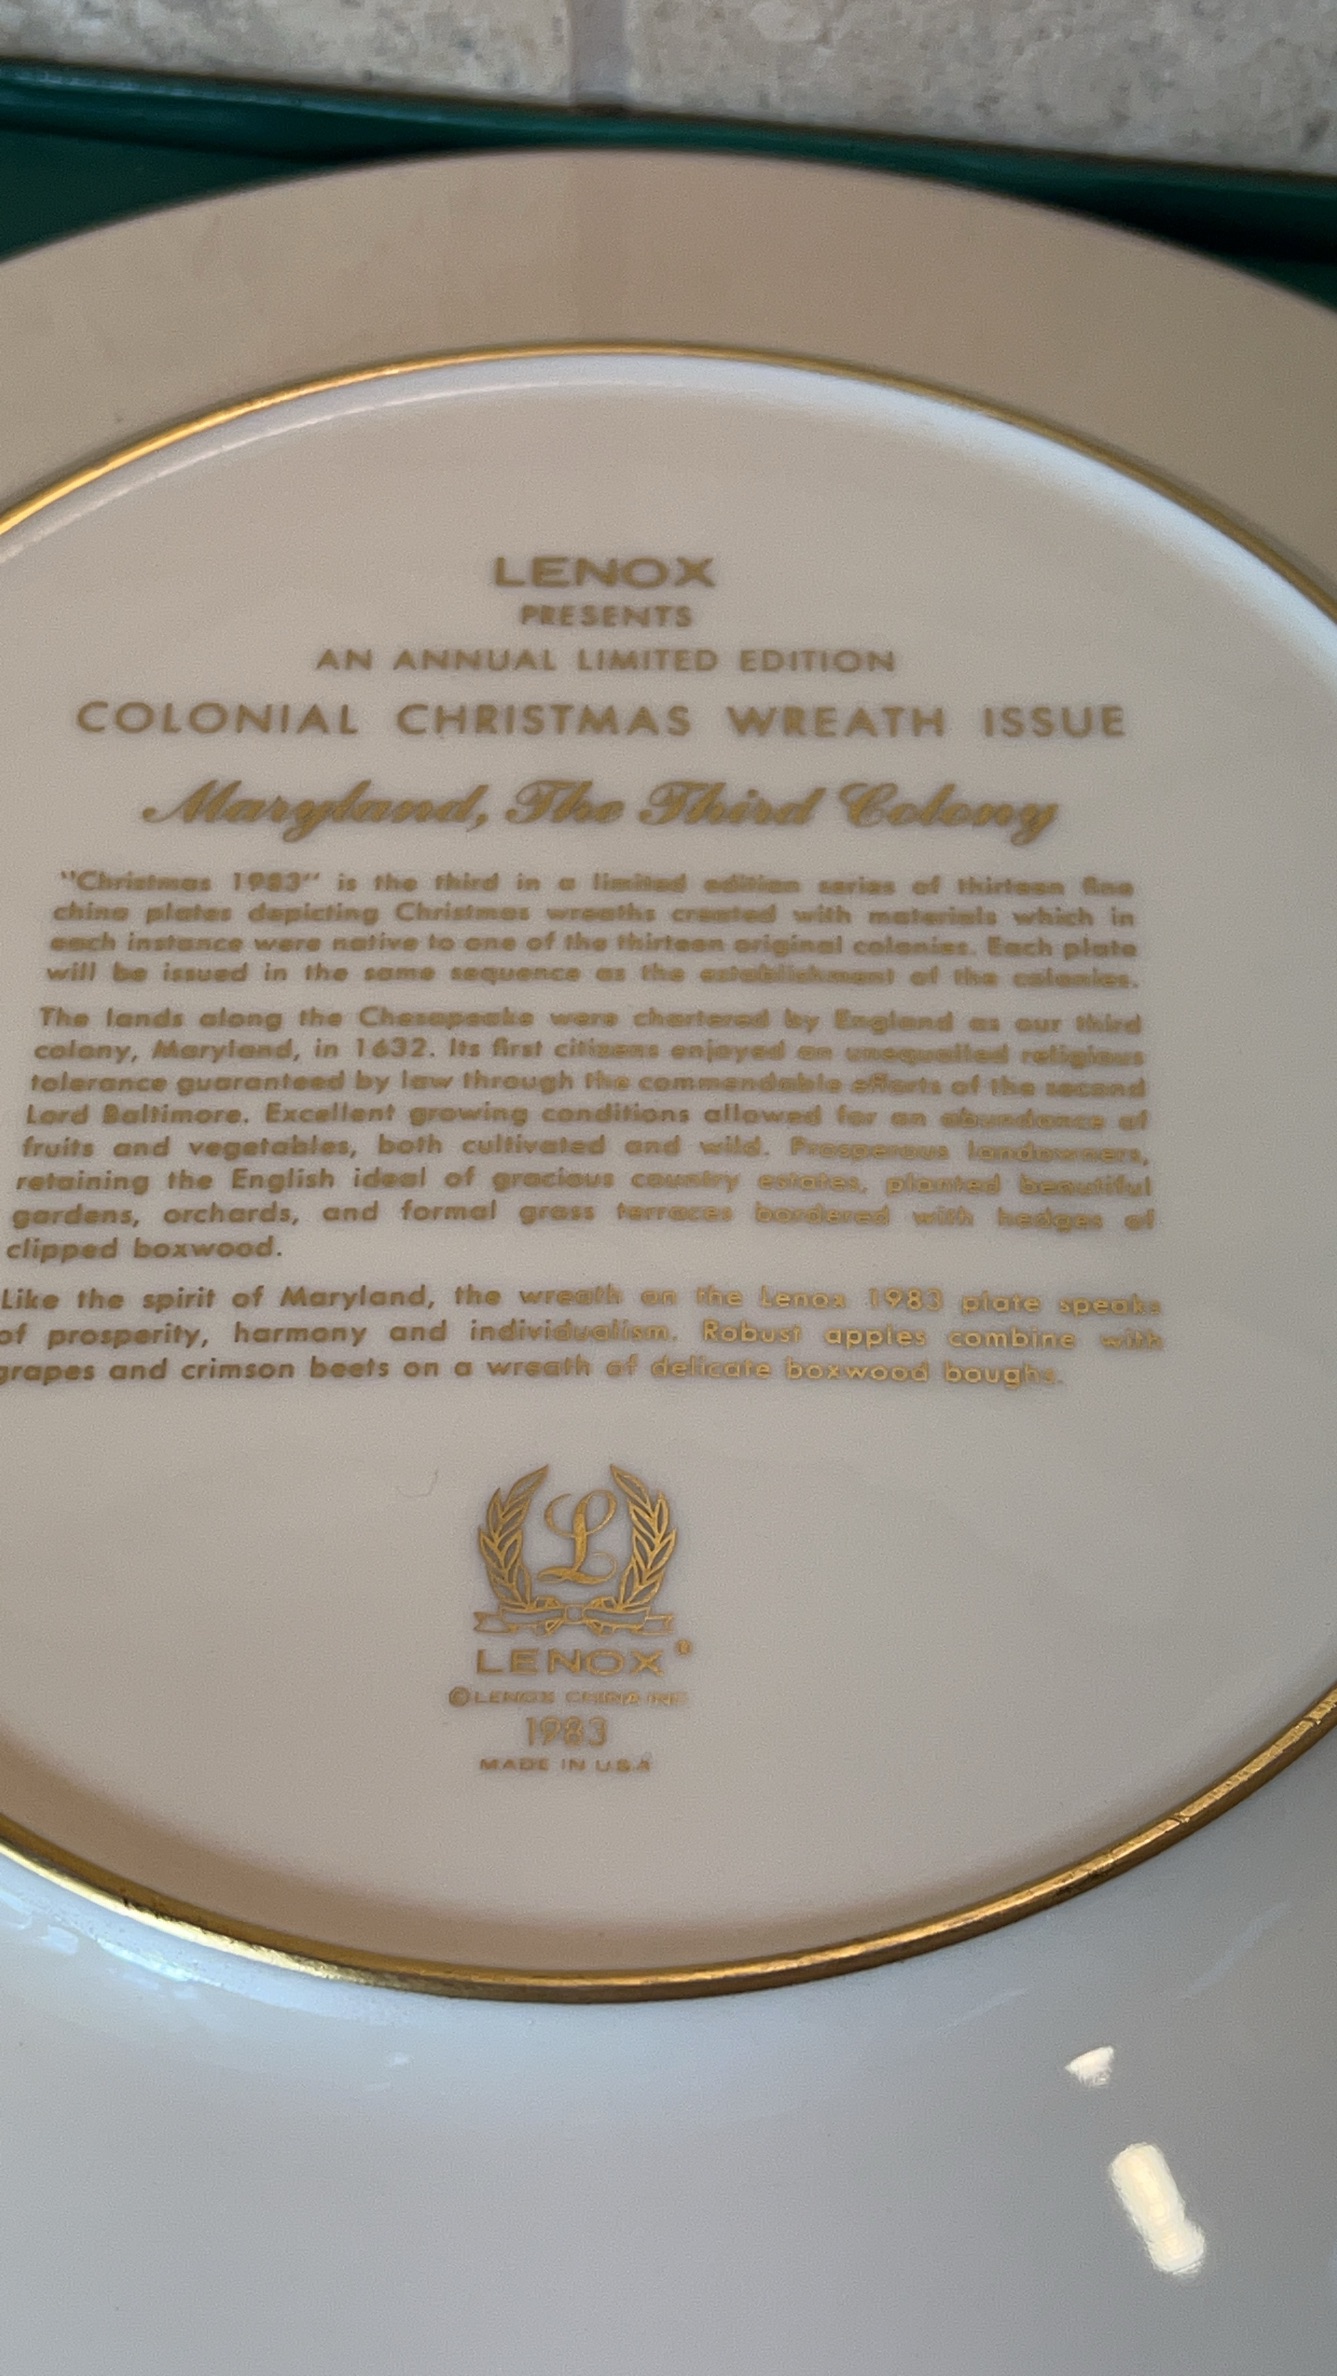 LENOX
PRESENTS
AN ANNUAL LIMITED EDITION
COLONIAL CHRISTMAS WREATH ISSUE
Maryland, The Third Colony
"Christmas 1983" is the third in a limited edition series of thirteen fine
china plates depicting Christmas wreaths created with materials which in
each instance were native to one of the thirteen original colonies. Each plate
will be issued in the same sequence as the establishment of the colonies.
The lands along the Chesapeake were chartered by England as our third
colony, Maryland, in 1632. Its first citizens enjoyed an unequalled religious
tolerance guaranteed by law through the commendable efforts of the second
Lord Baltimore. Excellent growing conditions allowed for an abundance of
fruits and vegetables, both cultivated and wild. Prosperous landowners,
retaining the English ideal of gracious country estates, planted beautiful
gardens, orchards, and formal grass terraces bordered with hedges of
clipped boxwood.
Like the spirit of Maryland, the wreath on the Lenox 1983 plate speaks
of prosperity, harmony and individualism. Robust apples combine with
grapes and crimson beets on a wreath of delicate boxwood boughs.
L
LENOX®
©LENOX CHINA INC
1983
MADE IN U.S.A